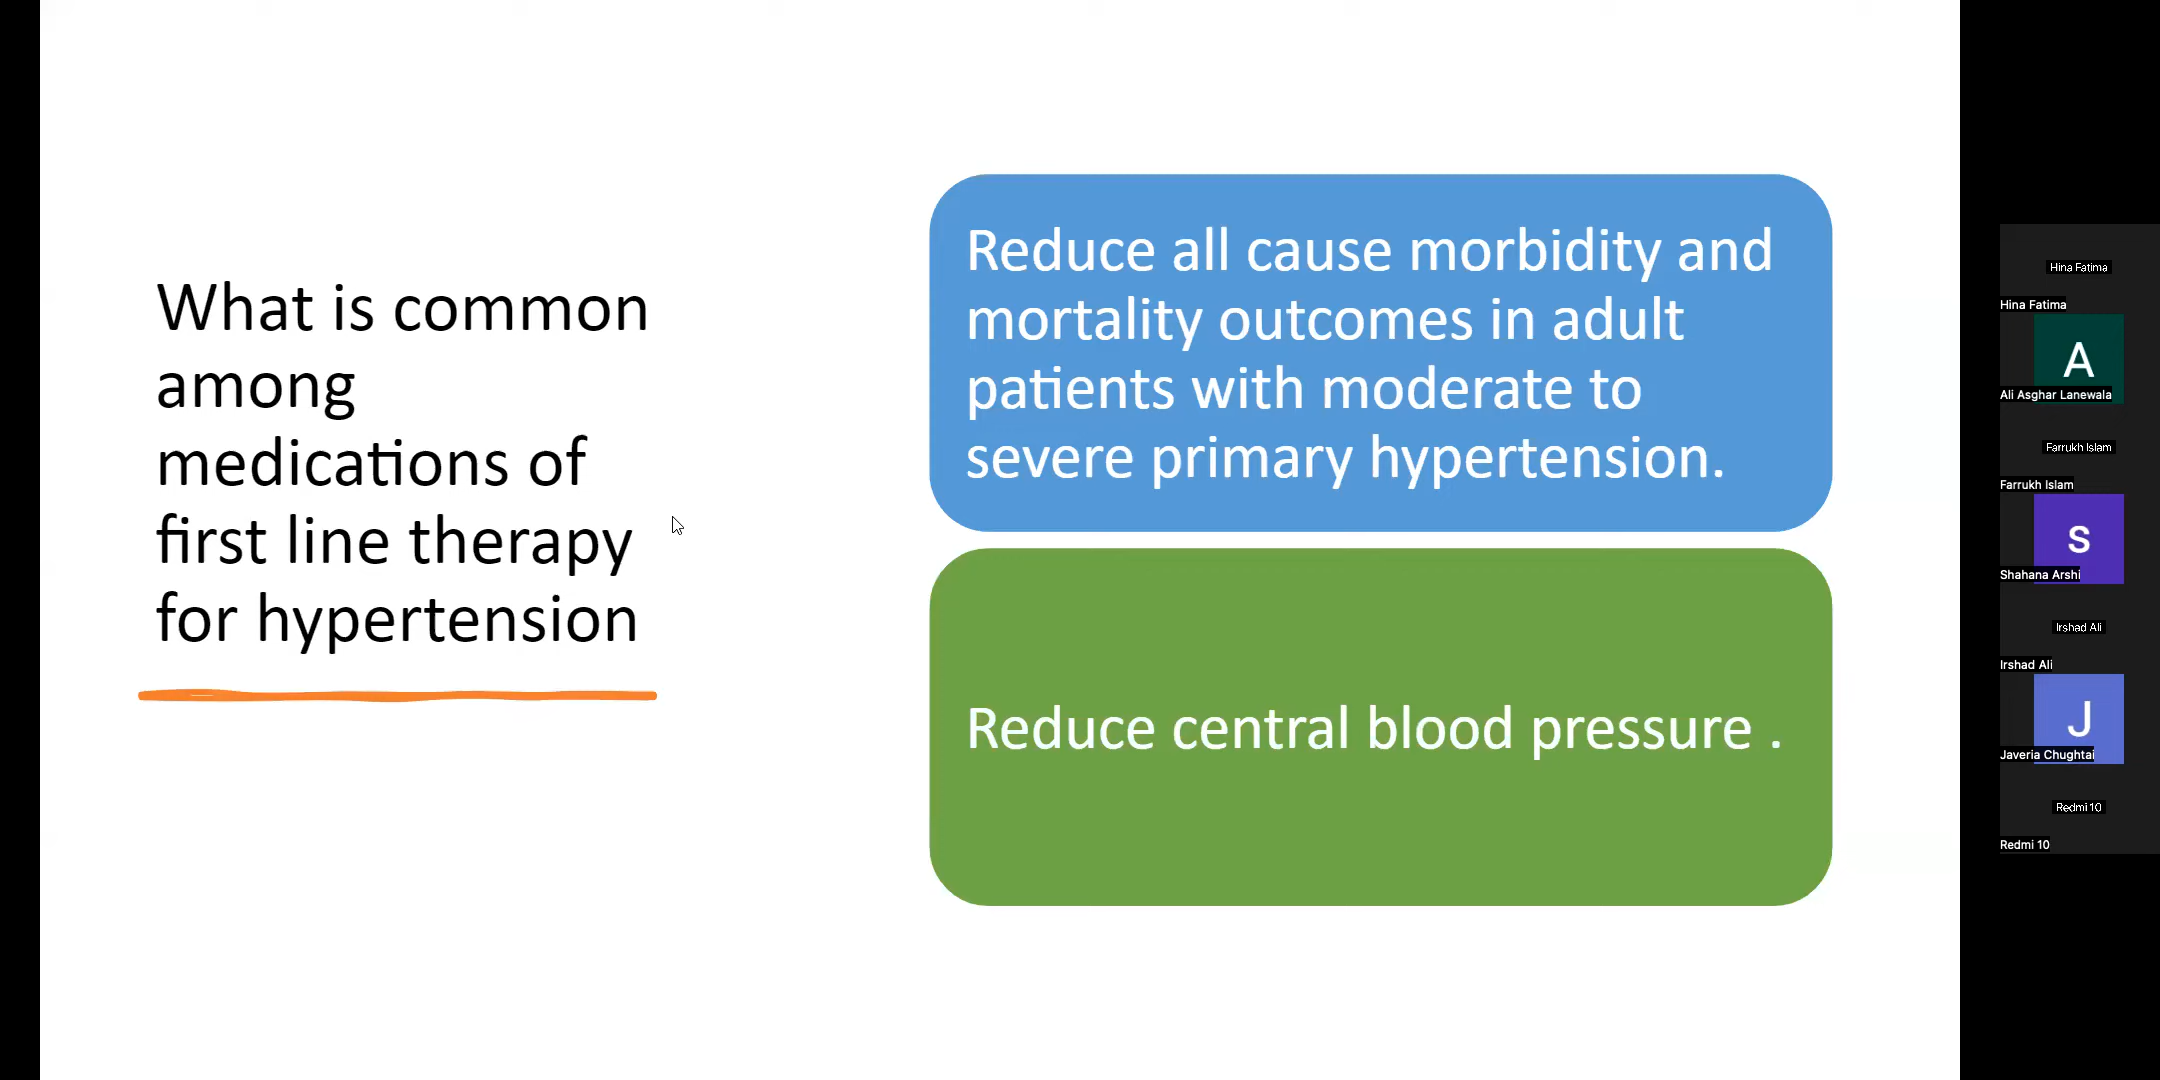 What is common
among
medications of
first line therapy
for hypertension
Reduce all cause morbidity and
mortality outcomes in adult
patients with moderate to
severe primary hypertension.
Reduce central blood pressure .
Hina Fatima
Hina Fatima
A
Ali Asghar Lanewala
Farrukh Islam
Farrukh Islam
S
Shahana Arshi
Irshad Ali
Irshad Ali
J
Javeria Chughtai
Redmi 10
Redmi 10